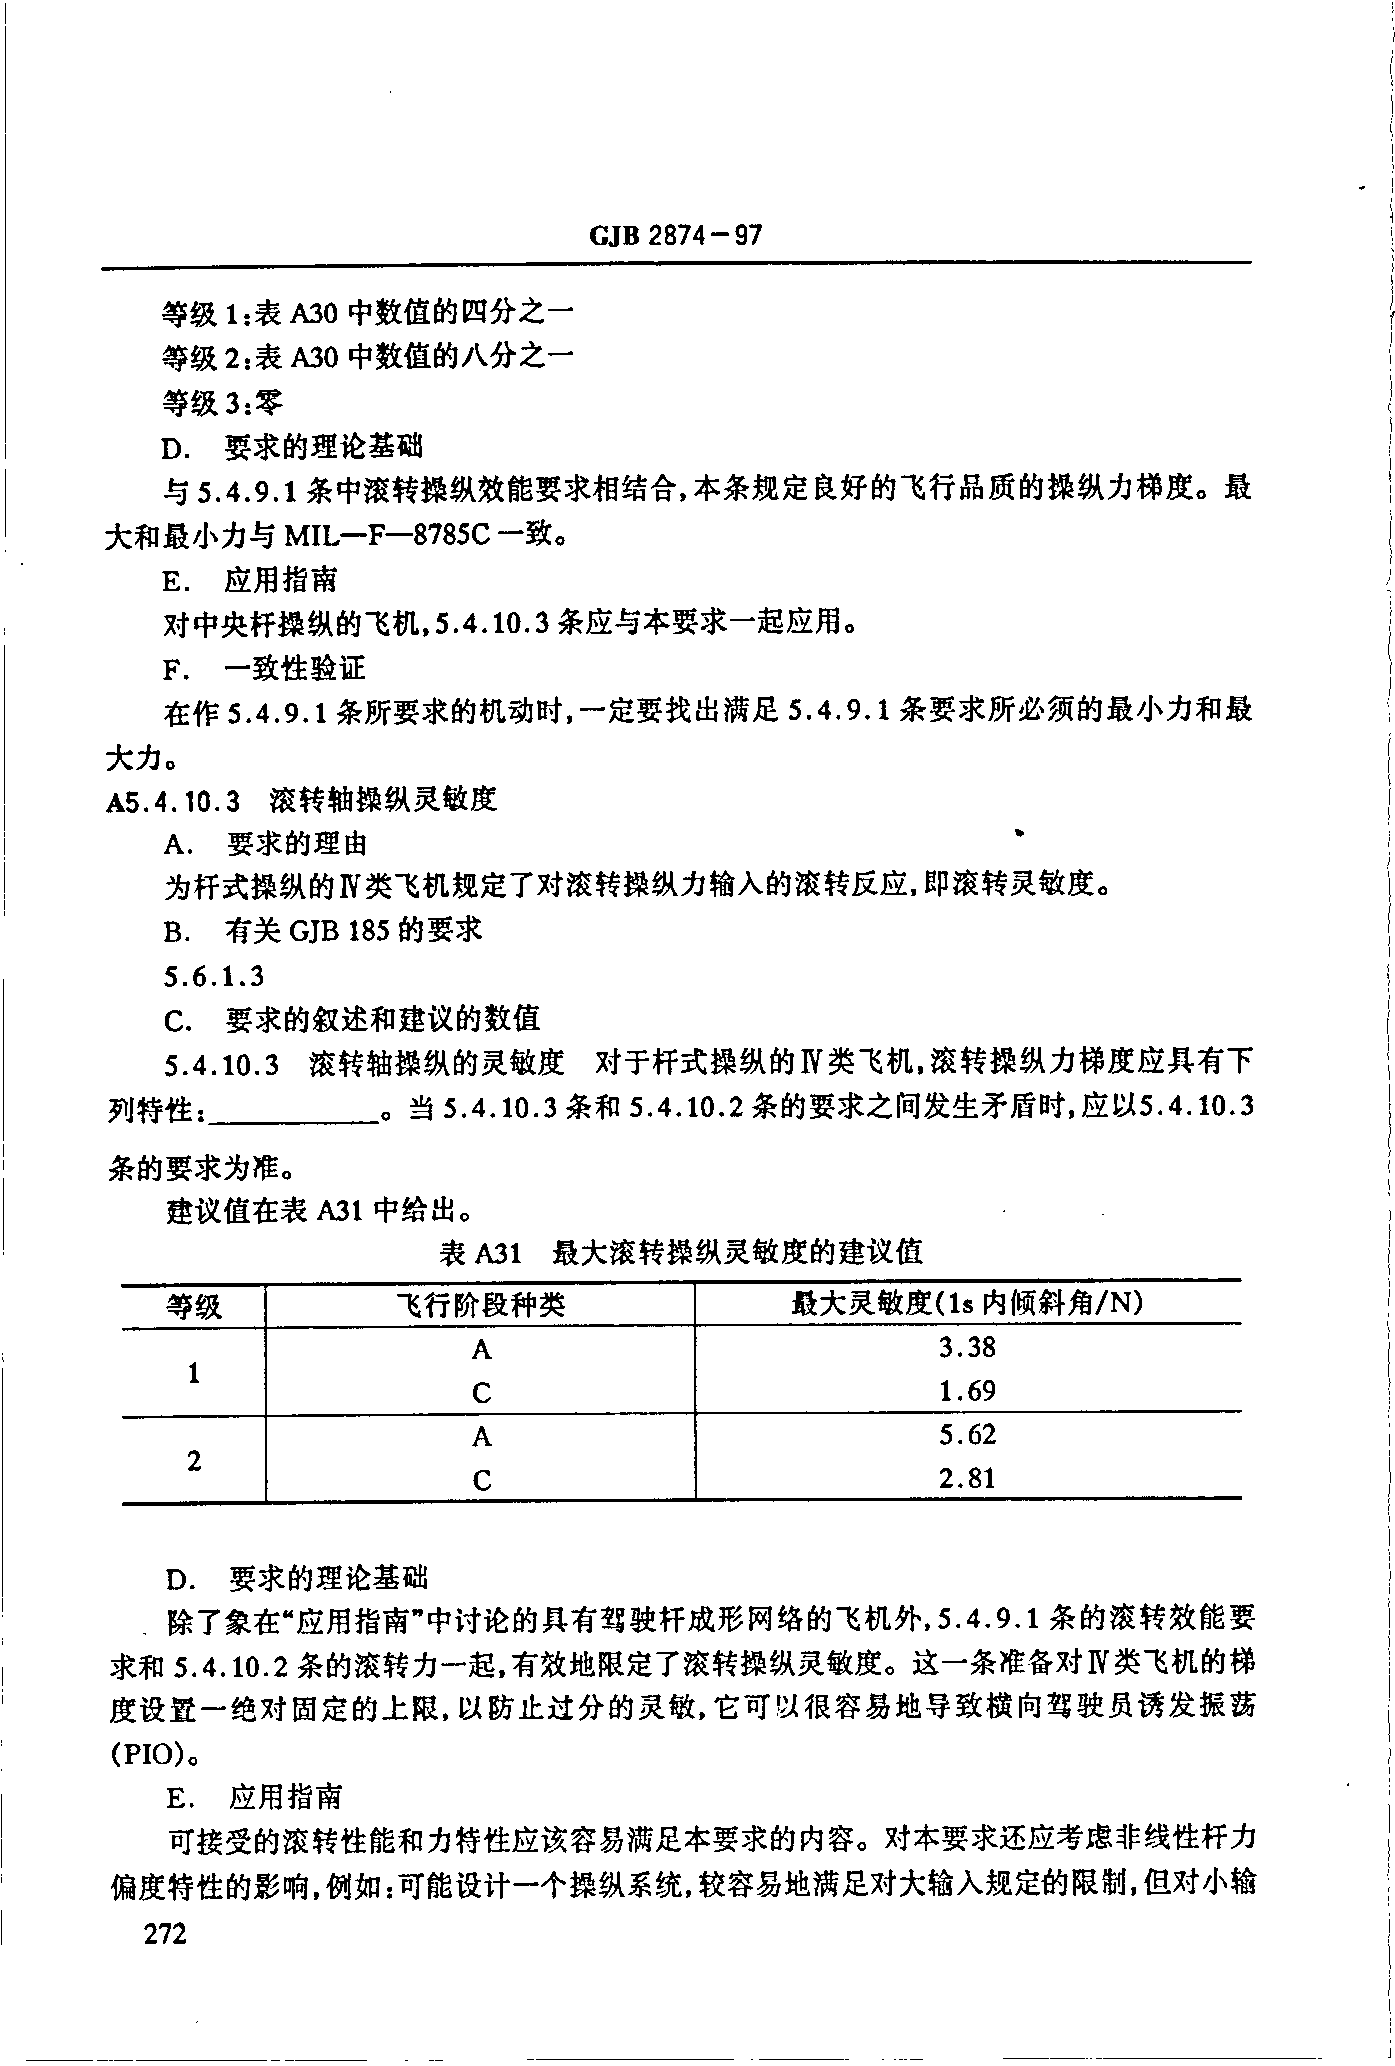 GJB 2874－97
等级1：表 A30 中数值的四分之一
等级2：表 A30 中数值的八分之一
等级3：零
D． 要求的理论基础
与 5.4.9.1 条中滚转操纵效能要求相结合，本条规定良好的飞行品质的操纵力梯度。最
大和最小力与 MIL—F—8785C 一致。
E． 应用指南
对中央杆操纵的飞机，5.4.10.3 条应与本要求一起应用。
F． 一致性验证
在作 5.4.9.1 条所要求的机动时，一定要找出满足 5.4.9.1 条要求所必须的最小力和最
大力。
A5.4.10.3 滚转轴操纵灵敏度
A． 要求的理由
为杆式操纵的Ⅳ类飞机规定了对滚转操纵力输入的滚转反应，即滚转灵敏度。
B． 有关 GJB 185 的要求
5.6.1.3
C． 要求的叙述和建议的数值
5.4.10.3 滚转轴操纵的灵敏度 对于杆式操纵的Ⅳ类飞机，滚转操纵力梯度应具有下
列特性：__________。当 5.4.10.3 条和 5.4.10.2 条的要求之间发生矛盾时，应以5.4.10.3
条的要求为准。
建议值在表 A31 中给出。
表 A31 最大滚转操纵灵敏度的建议值
等级 飞行阶段种类 最大灵敏度(1s 内倾斜角/N)
1 A 3.38
C 1.69
2 A 5.62
C 2.81
D． 要求的理论基础
除了象在“应用指南”中讨论的具有驾驶杆成形网络的飞机外，5.4.9.1 条的滚转效能要
求和 5.4.10.2 条的滚转力一起，有效地限定了滚转操纵灵敏度。这一条准备对Ⅳ类飞机的梯
度设置一绝对固定的上限，以防止过分的灵敏，它可以很容易地导致横向驾驶员诱发振荡
(PIO)。
E． 应用指南
可接受的滚转性能和力特性应该容易满足本要求的内容。对本要求还应考虑非线性杆力
偏度特性的影响，例如：可能设计一个操纵系统，较容易地满足对大输入规定的限制，但对小输
272